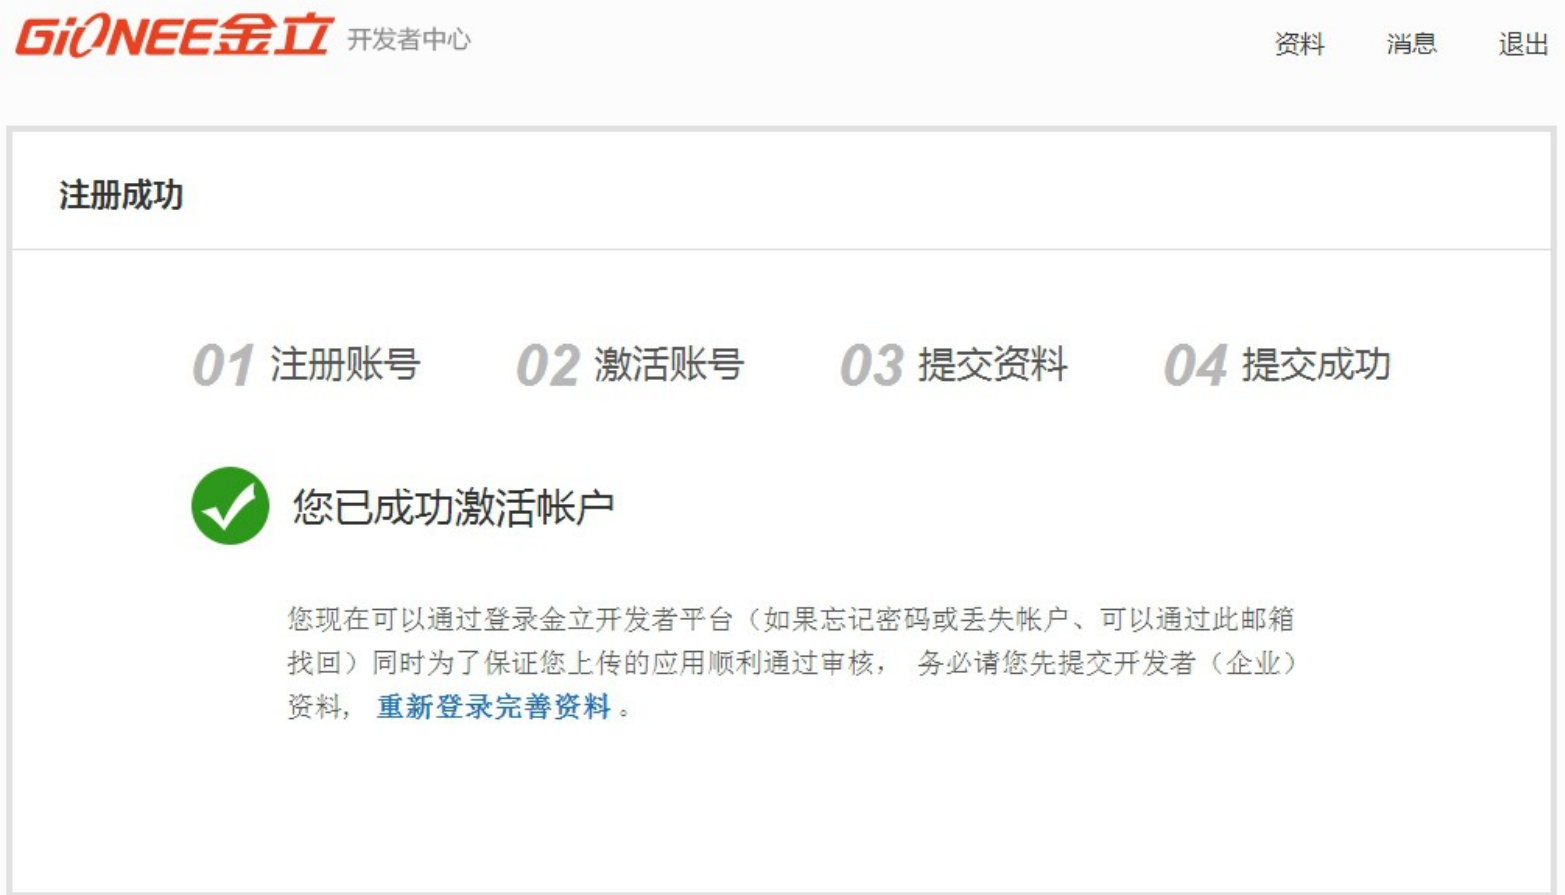 GiONEE金立 开发者中心 资料 消息 退出
注册成功
01 注册账号 02 激活账号 03 提交资料 04 提交成功
您已成功激活帐户
您现在可以通过登录金立开发者平台（如果忘记密码或丢失帐户、可以通过此邮箱
找回）同时为了保证您上传的应用顺利通过审核， 务必请您先提交开发者（企业）
资料， 重新登录完善资料 。